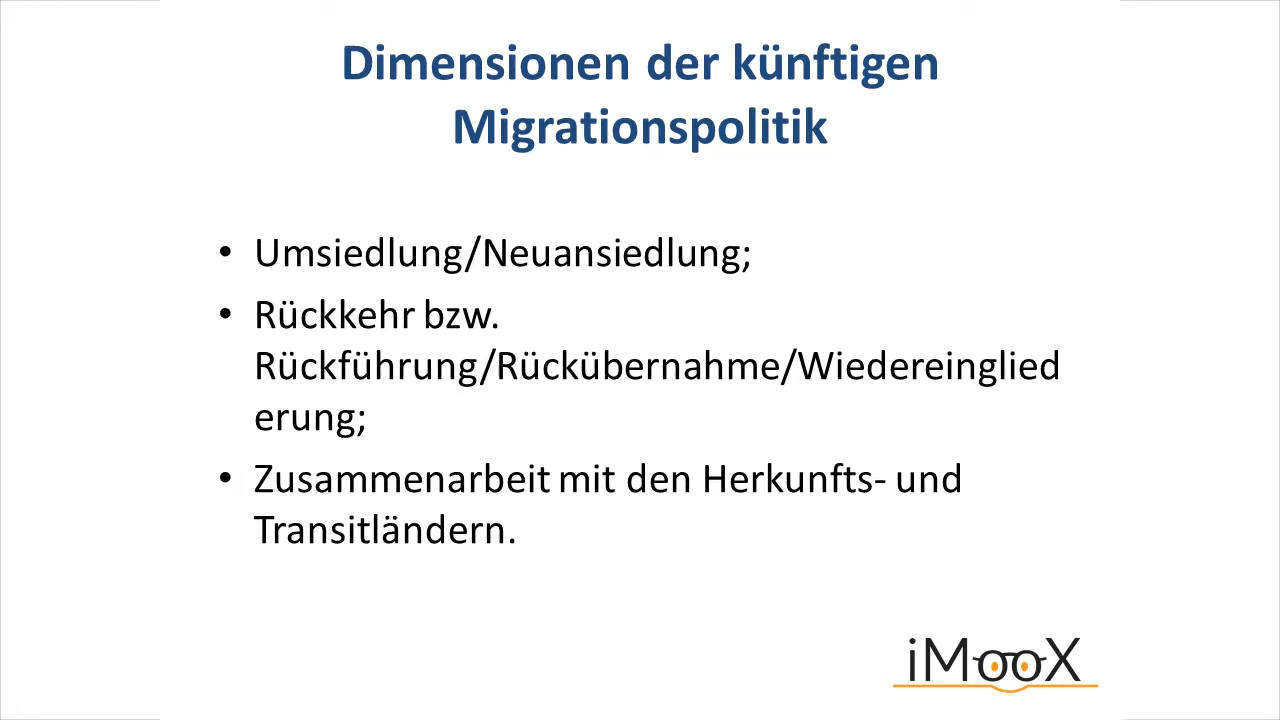 Dimensionen der künftigen
Migrationspolitik
• Umsiedlung/Neuansiedlung;
• Rückkehr bzw.
Rückführung/Rückübernahme/Wiedereinglied
erung;
• Zusammenarbeit mit den Herkunfts- und
Transitländern.
iMooX